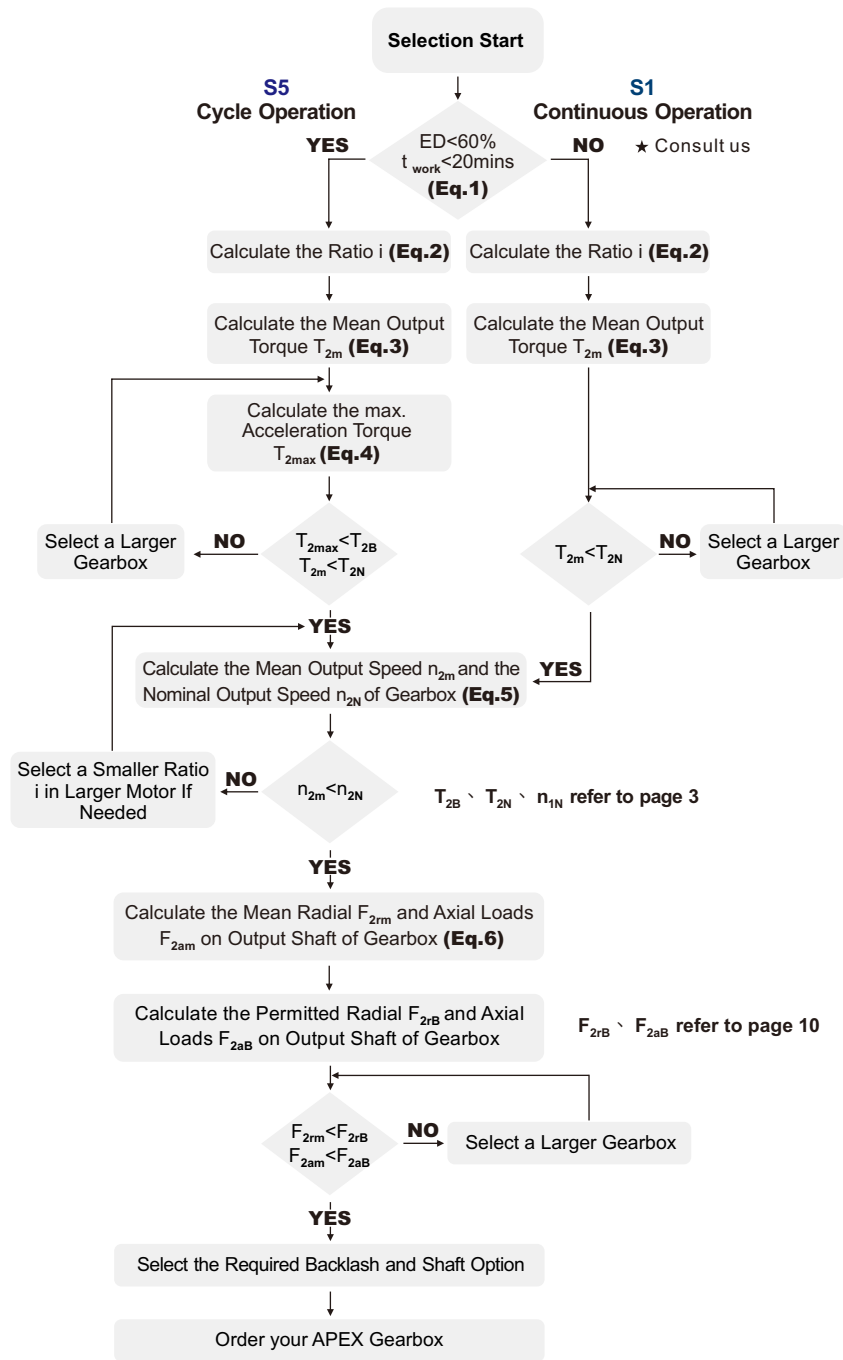 Selection Start
S5
Cycle Operation
S1
Continuous Operation
YES
ED<60%
t work<20mins
(Eq.1)
NO
★ Consult us
Calculate the Ratio i (Eq.2)
Calculate the Ratio i (Eq.2)
Calculate the Mean Output
Torque T2m (Eq.3)
Calculate the Mean Output
Torque T2m (Eq.3)
Calculate the max.
Acceleration Torque
T2max (Eq.4)
Select a Larger
Gearbox
NO
T2max<T2B
T2m<T2N
T2m<T2N
NO
Select a Larger
Gearbox
YES
Calculate the Mean Output Speed n2m and the
Nominal Output Speed n2N of Gearbox (Eq.5)
YES
Select a Smaller Ratio
i in Larger Motor If
Needed
NO
n2m<n2N
T2B、T2N、n1N refer to page 3
YES
Calculate the Mean Radial F2rm and Axial Loads
F2am on Output Shaft of Gearbox (Eq.6)
Calculate the Permitted Radial F2rB and Axial
Loads F2aB on Output Shaft of Gearbox
F2rB、F2aB refer to page 10
F2rm<F2rB
F2am<F2aB
NO
Select a Larger Gearbox
YES
Select the Required Backlash and Shaft Option
Order your APEX Gearbox